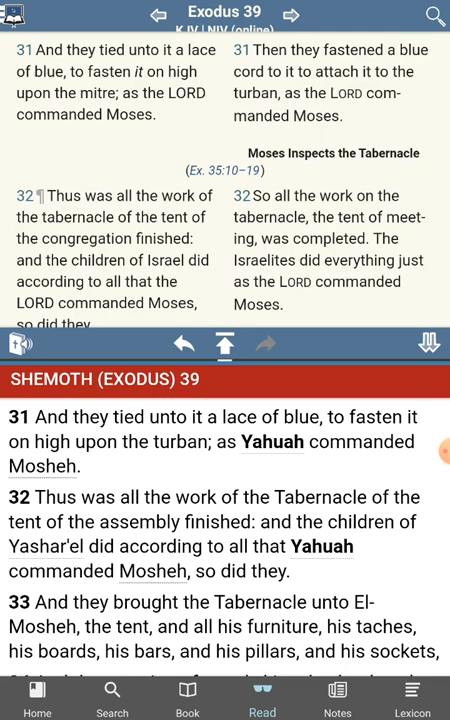 Exodus 39
KJV | NIV (online)
31 And they tied unto it a lace
of blue, to fasten it on high
upon the mitre; as the LORD
commanded Moses.
32 ¶ Thus was all the work of
the tabernacle of the tent of
the congregation finished:
and the children of Israel did
according to all that the
LORD commanded Moses,
so did they
31 Then they fastened a blue
cord to it to attach it to the
turban, as the LORD com-
manded Moses.
Moses Inspects the Tabernacle
(Ex. 35:10–19)
32 So all the work on the
tabernacle, the tent of meet-
ing, was completed. The
Israelites did everything just
as the LORD commanded
Moses.
SHEMOTH (EXODUS) 39
31 And they tied unto it a lace of blue, to fasten it
on high upon the turban; as Yahuah commanded
Mosheh.
32 Thus was all the work of the Tabernacle of the
tent of the assembly finished: and the children of
Yashar'el did according to all that Yahuah
commanded Mosheh, so did they.
33 And they brought the Tabernacle unto El-
Mosheh, the tent, and all his furniture, his taches,
his boards, his bars, and his pillars, and his sockets,
Home
Search
Book
Read
Notes
Lexicon